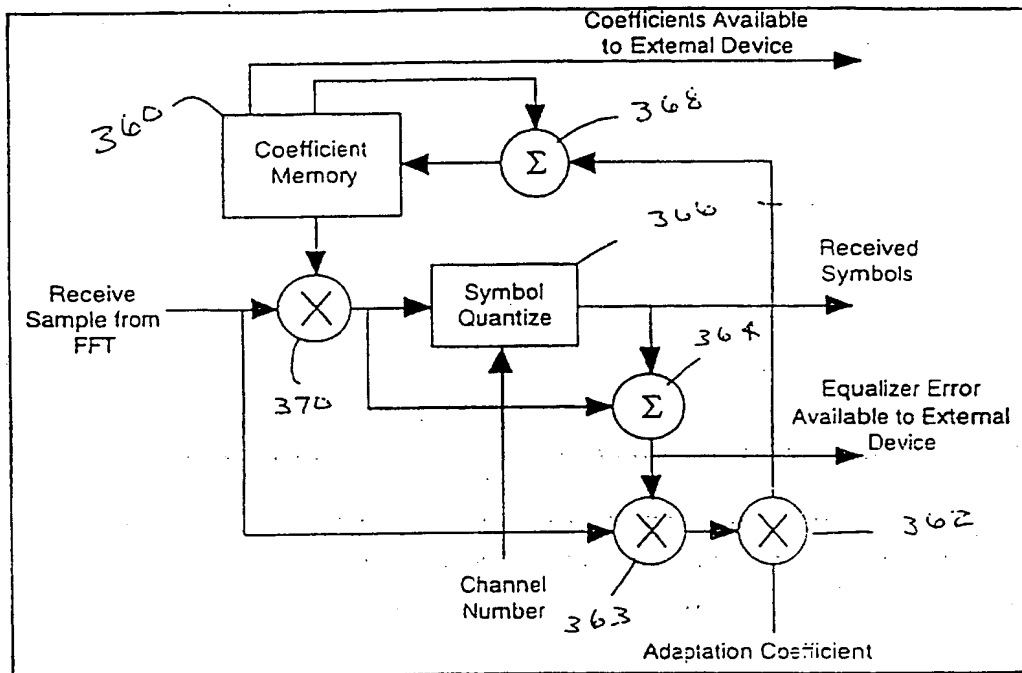 Coefficients Available
to External Device
360
368
Coefficient
Memory
Σ
366
Received
Symbols
Receive
Sample from
FFT
Symbol
Quantize
364
370
Σ
Equalizer Error
Available to External
Device
362
Channel
Number
363
Adaptation Coefficient